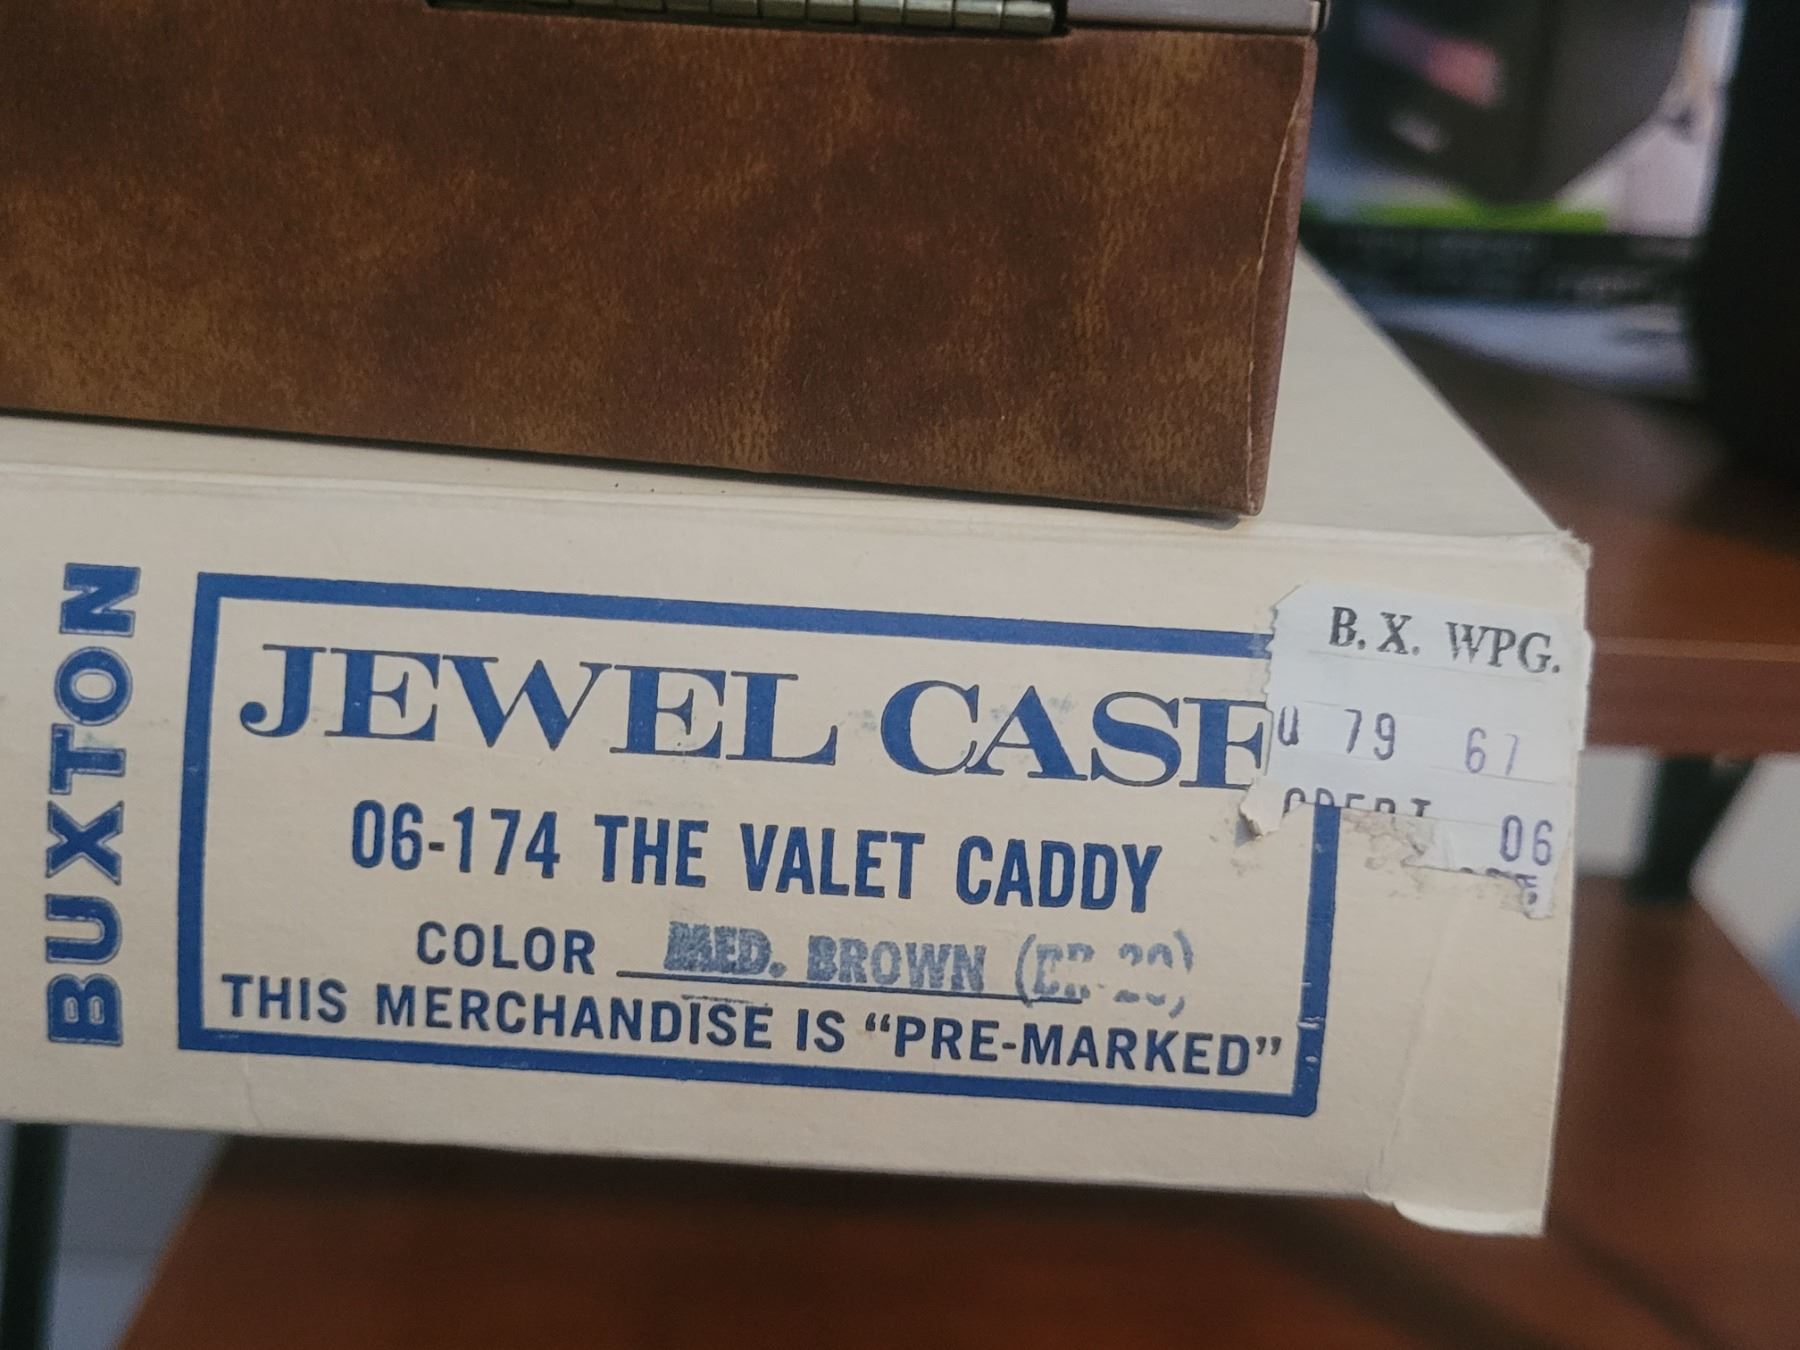 BUXTON
JEWEL CASE
06-174 THE VALET CADDY
COLOR MED. BROWN
THIS MERCHANDISE IS “PRE-MARKED”
B. X. WPG.
U 79 67
06